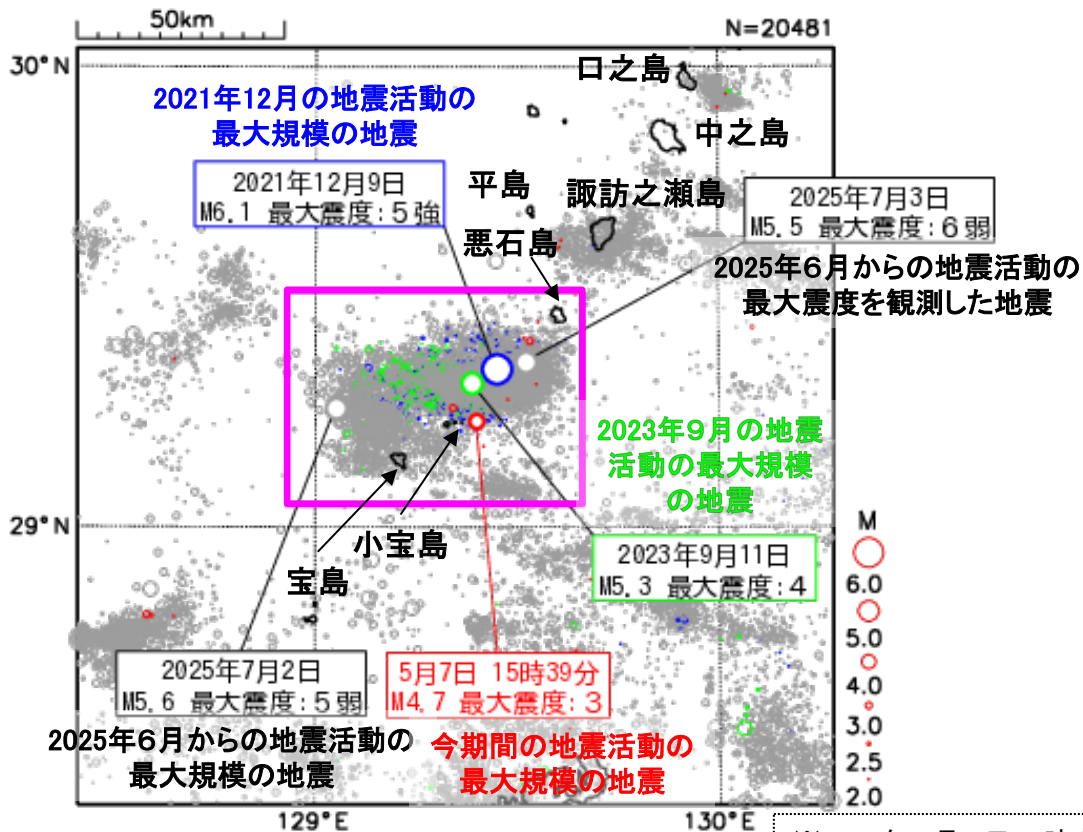 50km
N=20481
30°N
口之島
2021年12月の地震活動の
最大規模の地震
中之島
2021年12月9日
M6.1 最大震度:5強
平島
諏訪之瀬島
2025年7月3日
M5.5 最大震度:6弱
悪石島
2025年6月からの地震活動の
最大震度を観測した地震
2023年9月の地震
活動の最大規模
の地震
29°N
小宝島
宝島
2023年9月11日
M5.3 最大震度:4
M
6.0
5.0
4.0
3.0
2.5
2.0
2025年7月2日
M5.6 最大震度:5弱
5月7日 15時39分
M4.7 最大震度:3
2025年6月からの地震活動の
最大規模の地震
今期間の地震活動の
最大規模の地震
129°E
130°E